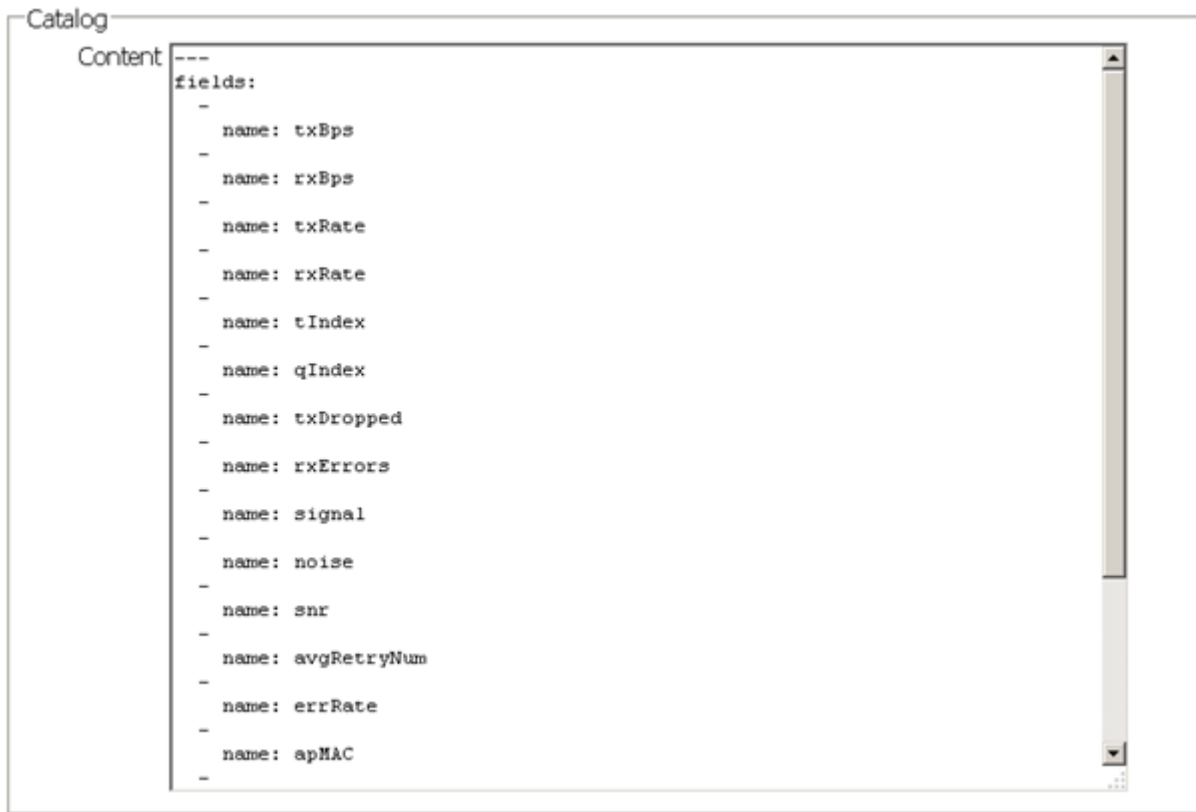 Catalog
Content
---
fields:
  -
    name: txBps
  -
    name: rxBps
  -
    name: txRate
  -
    name: rxRate
  -
    name: tIndex
  -
    name: qIndex
  -
    name: txDropped
  -
    name: rxErrors
  -
    name: signal
  -
    name: noise
  -
    name: snr
  -
    name: avgRetryNum
  -
    name: errRate
  -
    name: apMAC
  -